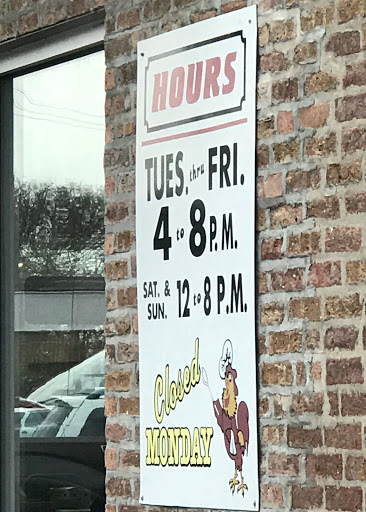 HOURS
TUES. thru FRI.
4 to 8 P.M.
SAT. & SUN. 12 to 8 P.M.
Closed
MONDAY